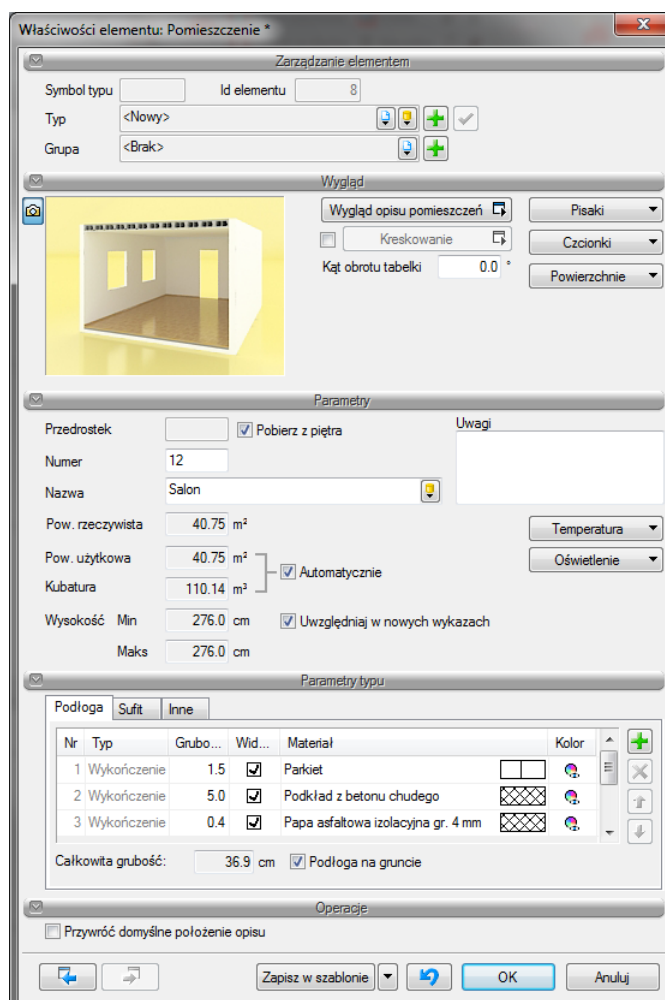 Właściwości elementu: Pomieszczenie *
Zarządzanie elementem
Symbol typu Id elementu 8
Typ <Nowy>
Grupa <Brak>
Wygląd
Wygląd opisu pomieszczeń Pisaki
Kreskowanie Czcionki
Kąt obrotu tabelki 0.0 °
Powierzchnie
Parametry
Przedrostek Pobierz z piętra Uwagi
Numer 12
Nazwa Salon
Pow. rzeczywista 40.75 m² Temperatura
Pow. użytkowa 40.75 m² Oświetlenie
Automatycznie
Kubatura 110.14 m³
Wysokość Min 276.0 cm Uwzględniaj w nowych wykazach
Maks 276.0 cm
Parametry typu
Podłoga Sufit Inne
Nr Typ Grubo... Wid... Materiał Kolor
1 Wykończenie 1.5 Parkiet
2 Wykończenie 5.0 Podkład z betonu chudego
3 Wykończenie 0.4 Papa asfaltowa izolacyjna gr. 4 mm
Całkowita grubość: 36.9 cm Podłoga na gruncie
Operacje
Przywróć domyślne położenie opisu
Zapisz w szablonie OK Anuluj